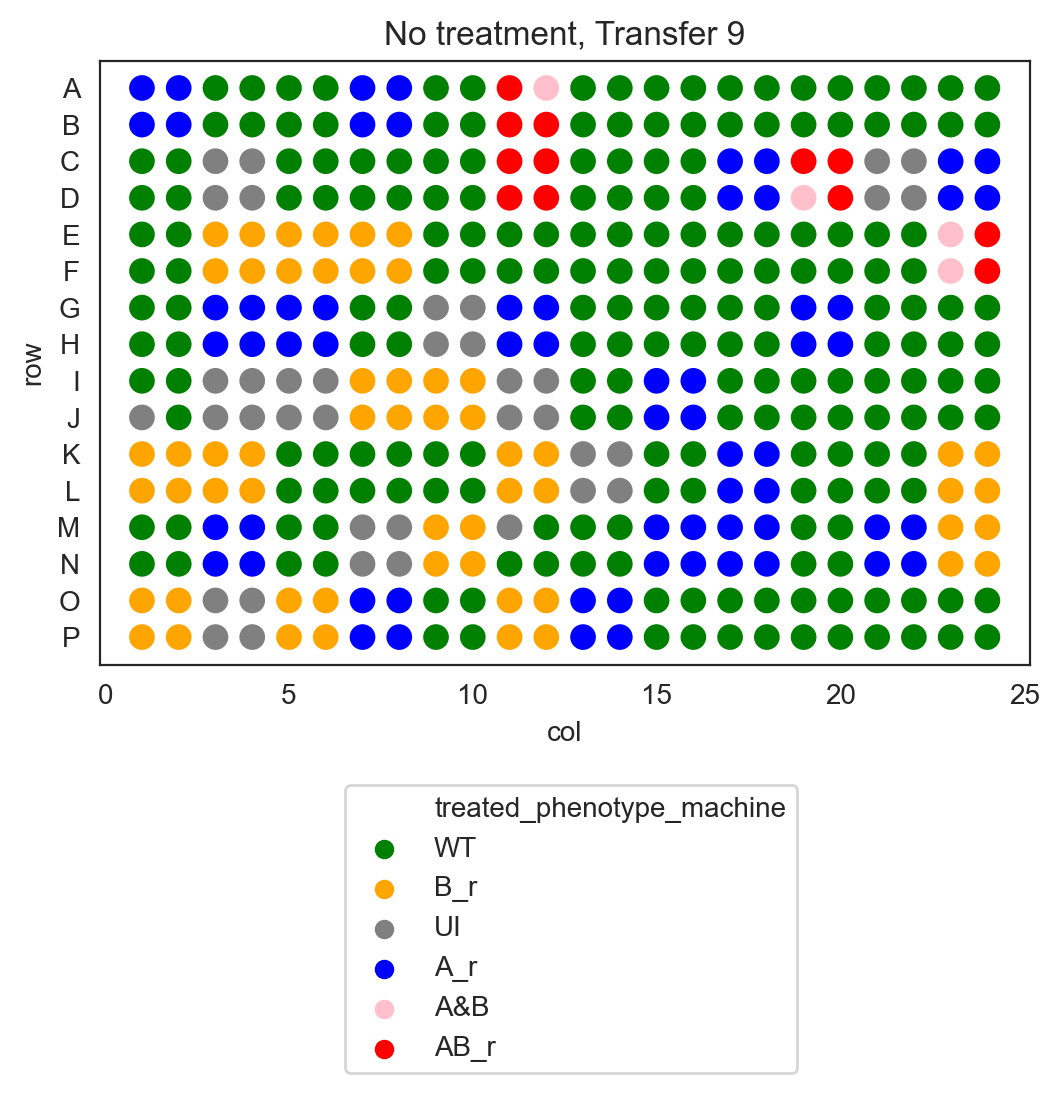 No treatment, Transfer 9
A
B
C
D
E
F
G
H
I
J
K
L
M
N
O
P
row
0 5 10 15 20 25
col
treated_phenotype_machine
WT
B_r
UI
A_r
A&B
AB_r